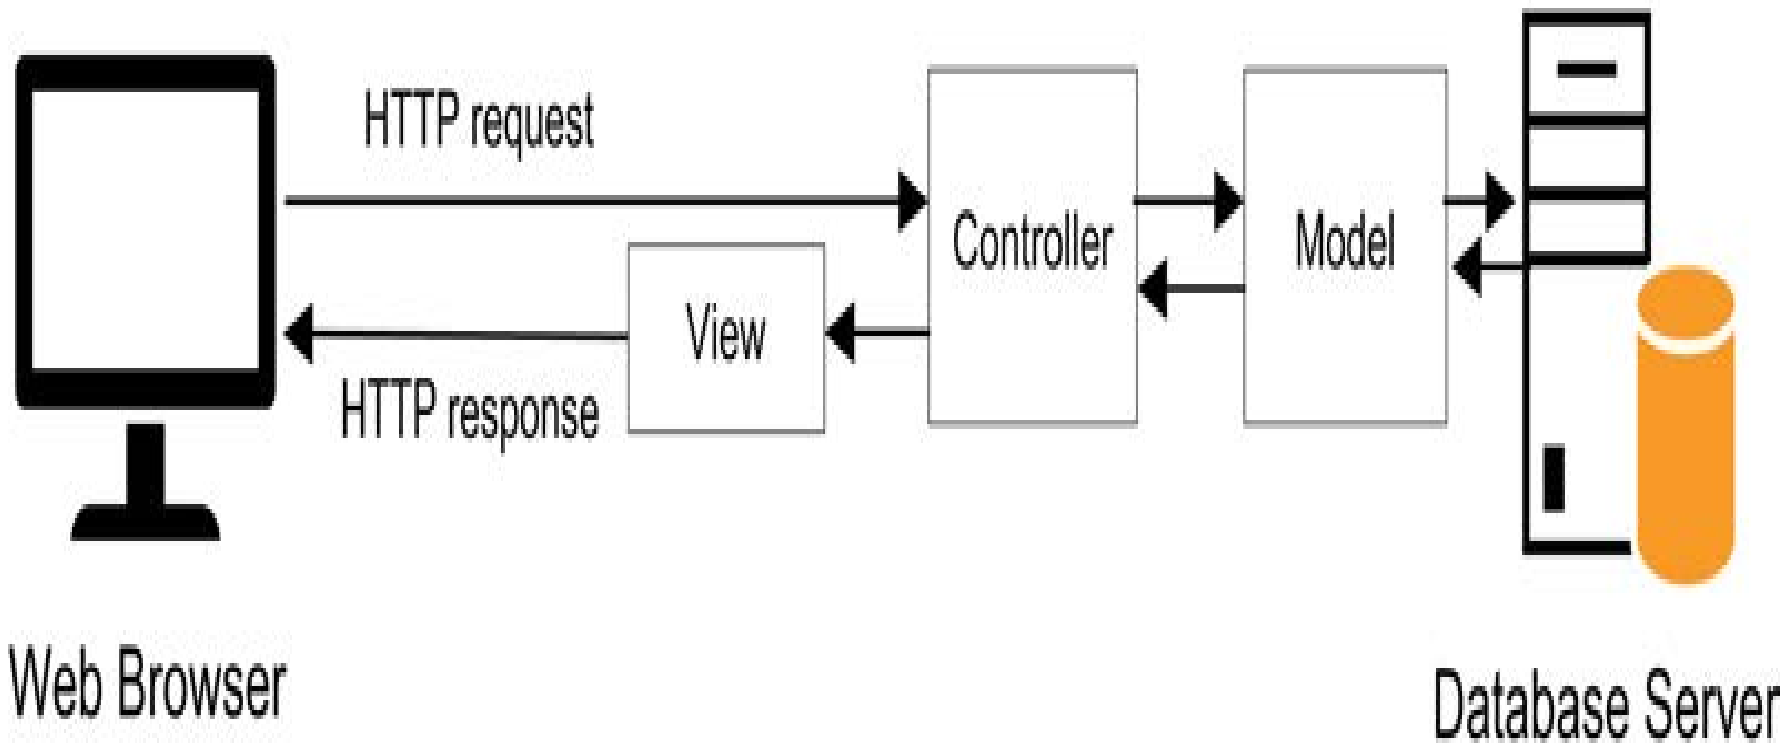 HTTP request
Controller
Model
View
HTTP response
Web Browser
Database Server